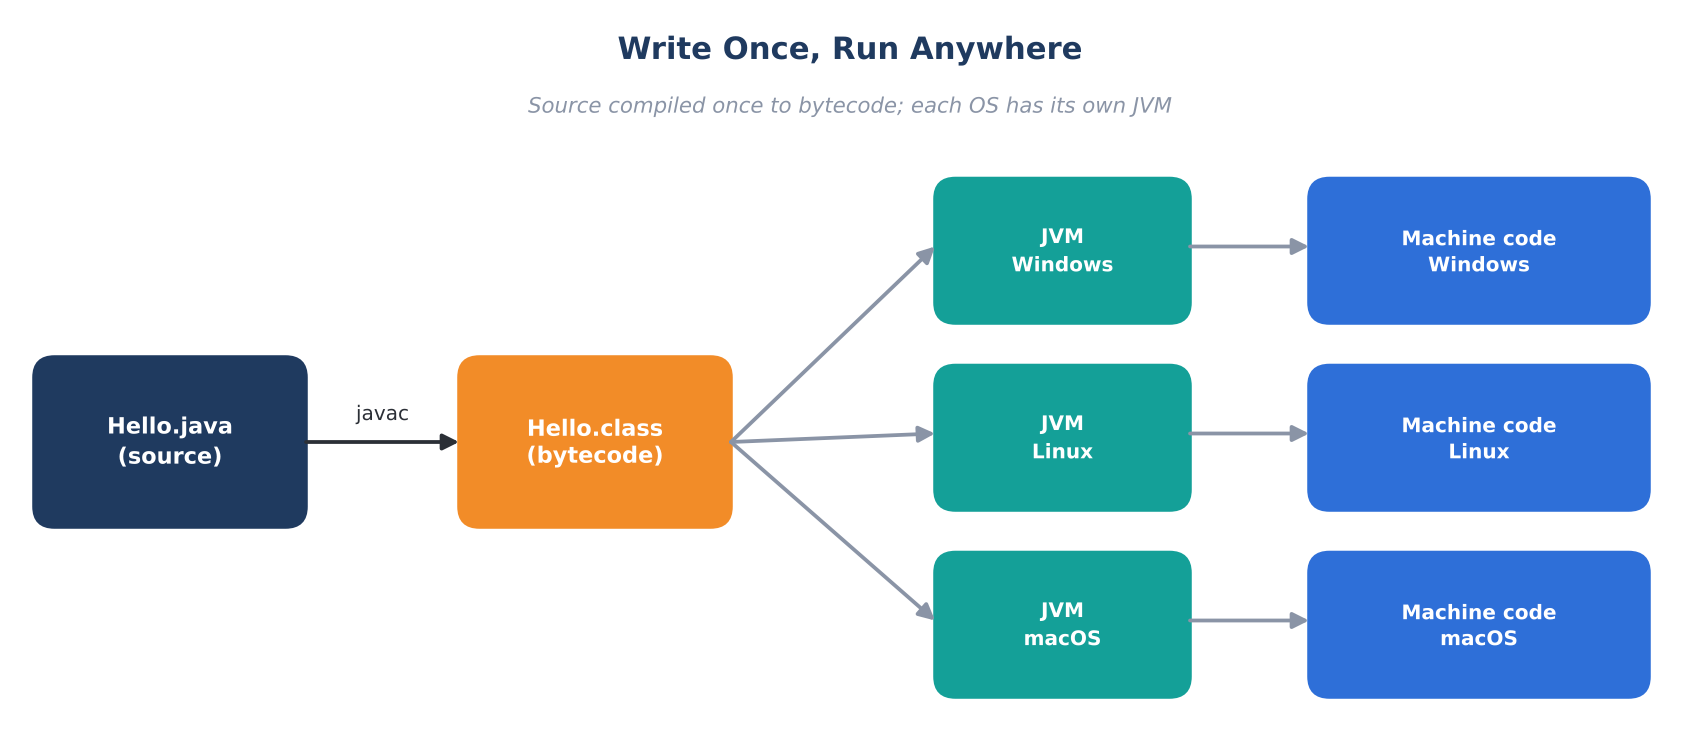 Write Once, Run Anywhere
Source compiled once to bytecode; each OS has its own JVM
Hello.java
(source)
javac
Hello.class
(bytecode)
JVM
Windows
Machine code
Windows
JVM
Linux
Machine code
Linux
JVM
macOS
Machine code
macOS